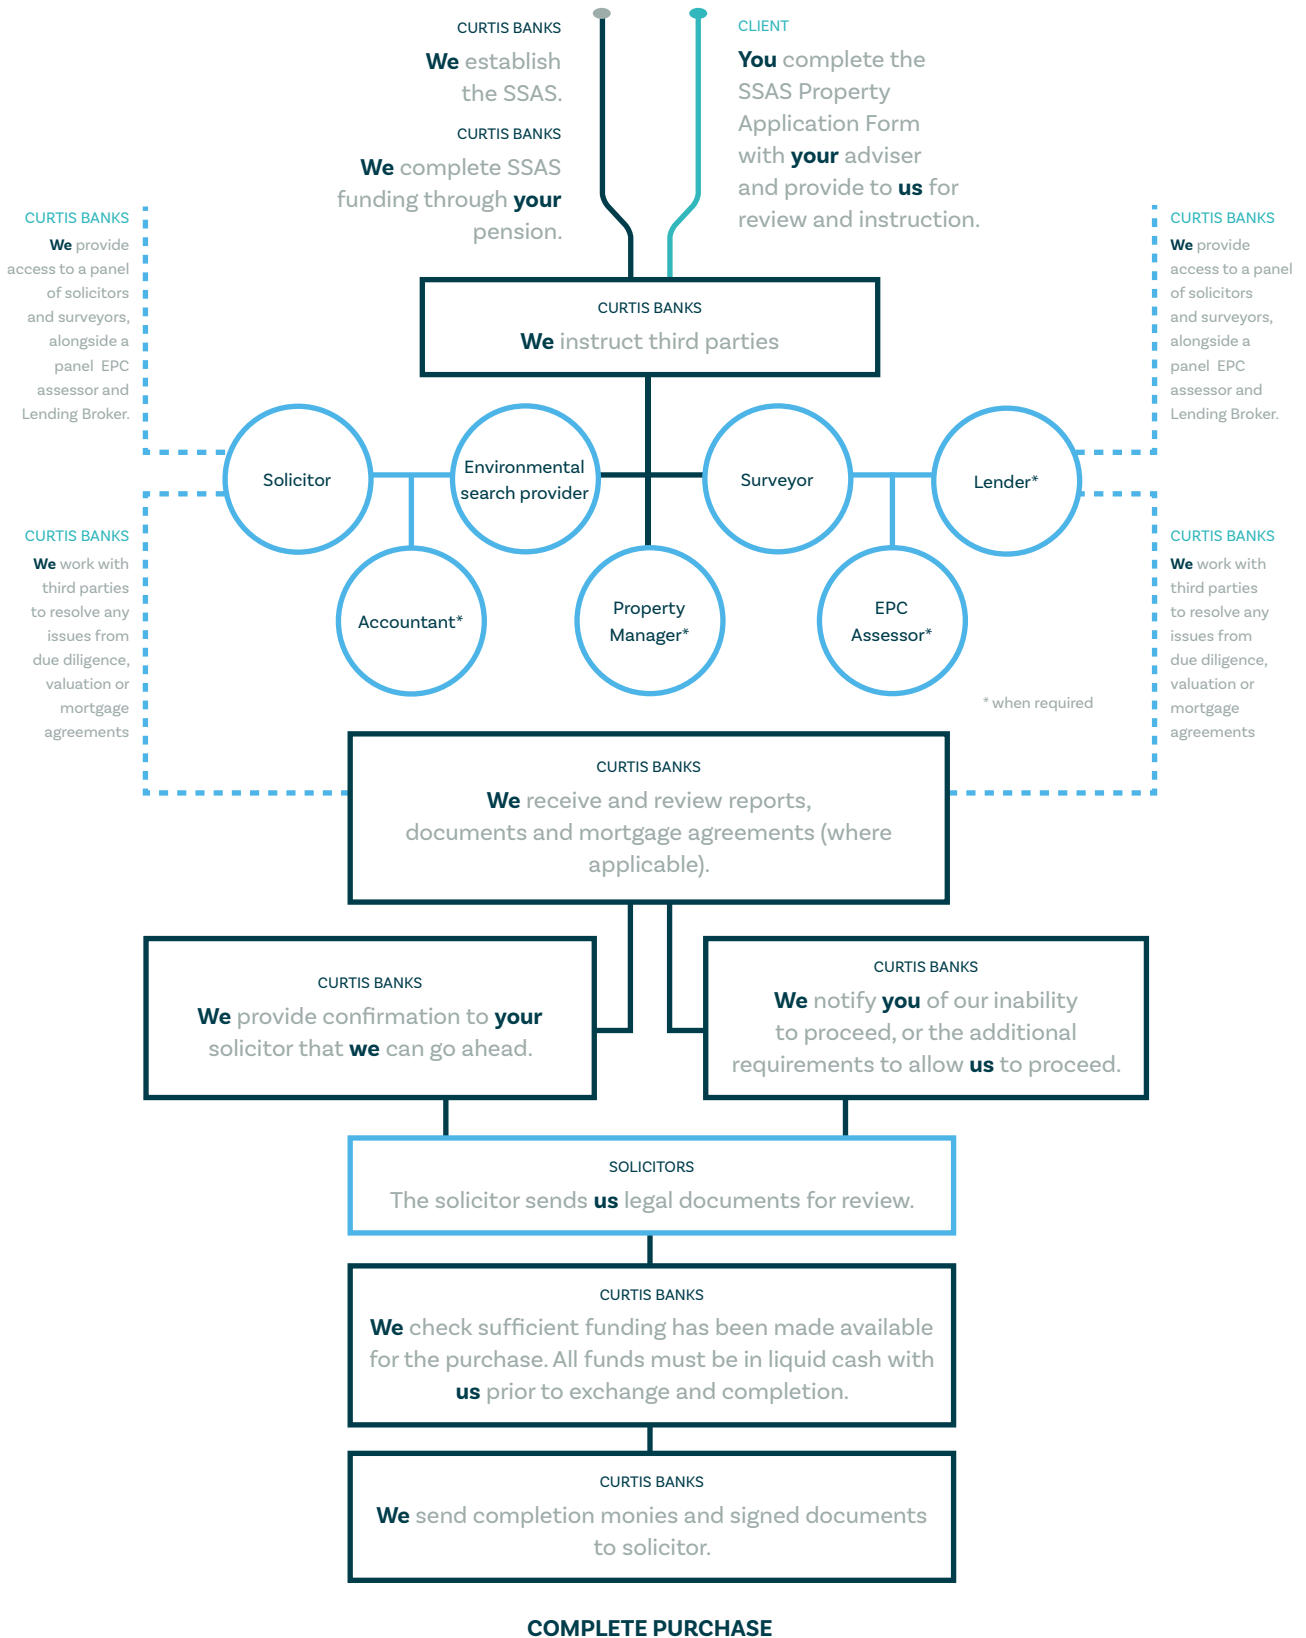 CURTIS BANKS
We establish
the SSAS.
CURTIS BANKS
We complete SSAS
funding through your
pension.
CLIENT
You complete the
SSAS Property
Application Form
with your adviser
and provide to us for
review and instruction.
CURTIS BANKS
We provide
access to a panel
of solicitors
and surveyors,
alongside a
panel EPC
assessor and
Lending Broker.
CURTIS BANKS
We provide
access to a panel
of solicitors
and surveyors,
alongside a
panel EPC
assessor and
Lending Broker.
CURTIS BANKS
We instruct third parties
Solicitor
Environmental
search provider
Surveyor
Lender*
Accountant*
Property
Manager*
EPC
Assessor*
* when required
CURTIS BANKS
We work with
third parties
to resolve any
issues from
due diligence,
valuation or
mortgage
agreements
CURTIS BANKS
We work with
third parties
to resolve any
issues from
due diligence,
valuation or
mortgage
agreements
CURTIS BANKS
We receive and review reports,
documents and mortgage agreements (where
applicable).
CURTIS BANKS
We provide confirmation to your
solicitor that we can go ahead.
CURTIS BANKS
We notify you of our inability
to proceed, or the additional
requirements to allow us to proceed.
SOLICITORS
The solicitor sends us legal documents for review.
CURTIS BANKS
We check sufficient funding has been made available
for the purchase. All funds must be in liquid cash with
us prior to exchange and completion.
CURTIS BANKS
We send completion monies and signed documents
to solicitor.
COMPLETE PURCHASE